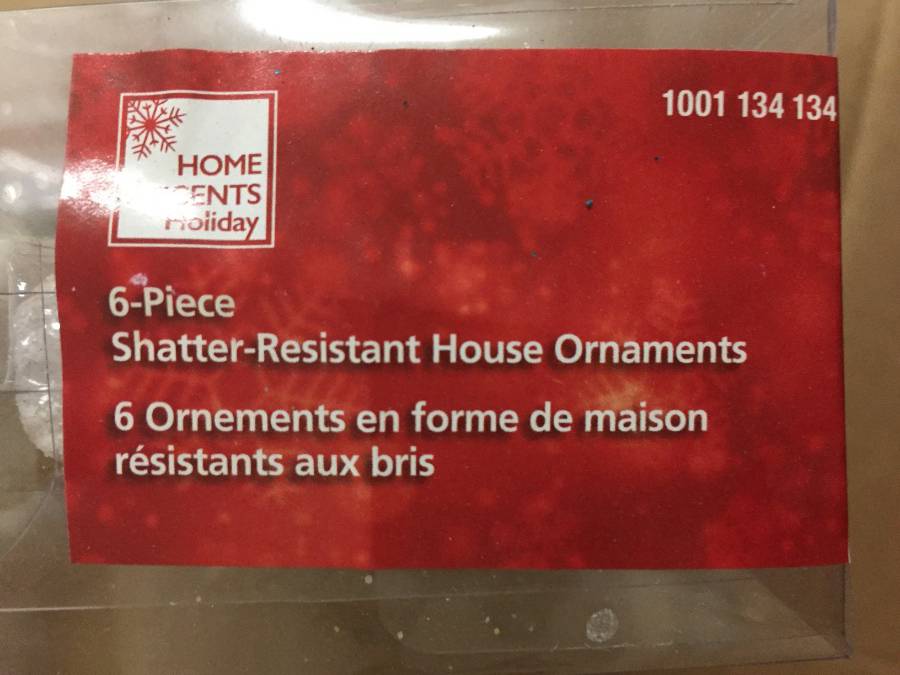 1001 134 134
HOME
Holiday
6-Piece
Shatter-Resistant House Ornaments
6 Ornements en forme de maison
résistants aux bris